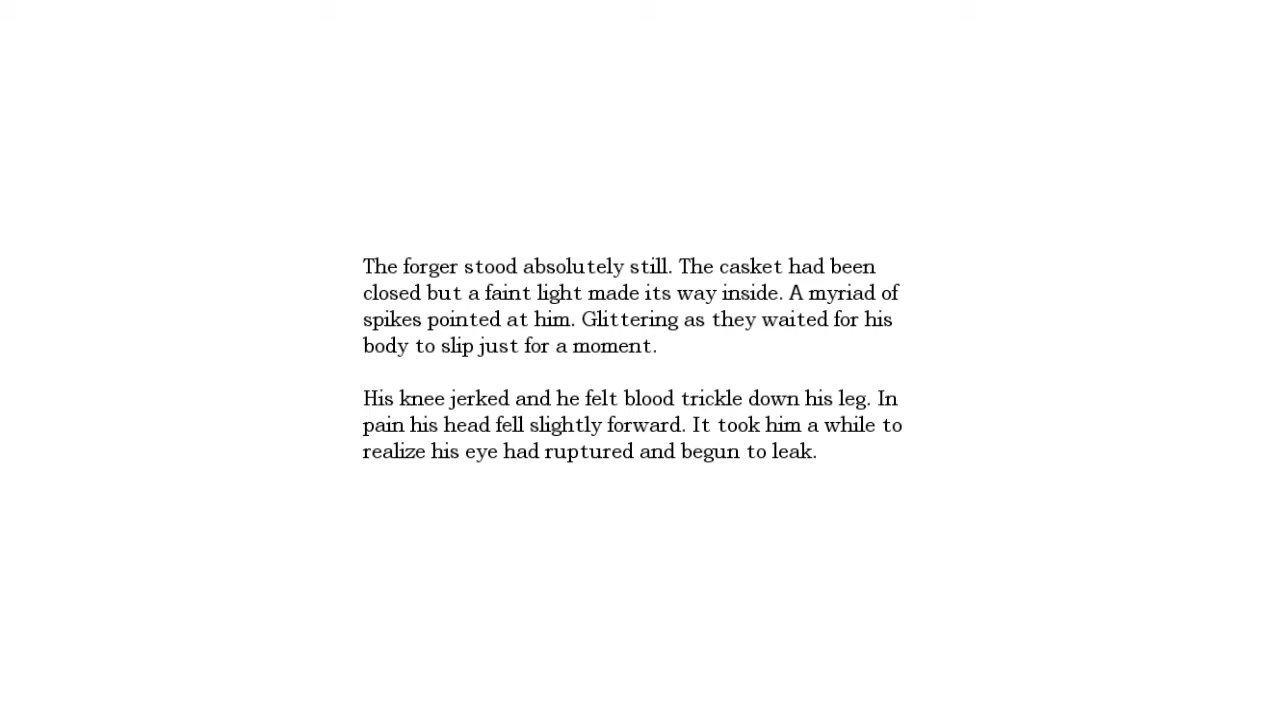 The forger stood absolutely still. The casket had been
closed but a faint light made its way inside. A myriad of
spikes pointed at him. Glittering as they waited for his
body to slip just for a moment.
His knee jerked and he felt blood trickle down his leg. In
pain his head fell slightly forward. It took him a while to
realize his eye had ruptured and begun to leak.